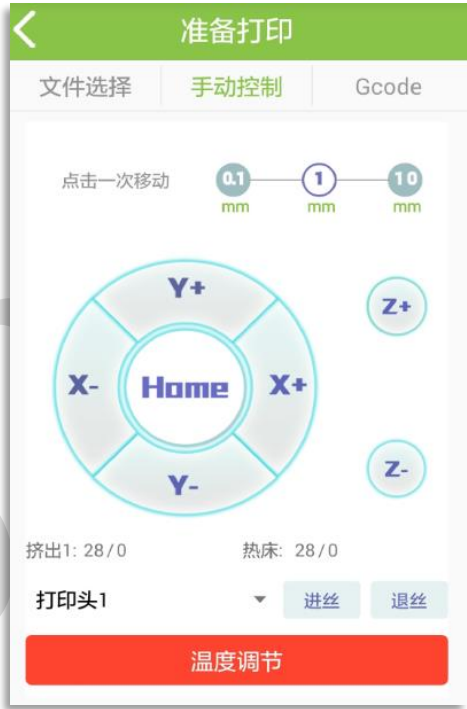 准备打印
文件选择 手动控制 Gcode
点击一次移动 0.1 1 10
mm mm mm
Y+
Z+
X- Home X+
Z-
Y-
挤出1: 28/0 热床: 28/0
打印头1 进丝 退丝
温度调节